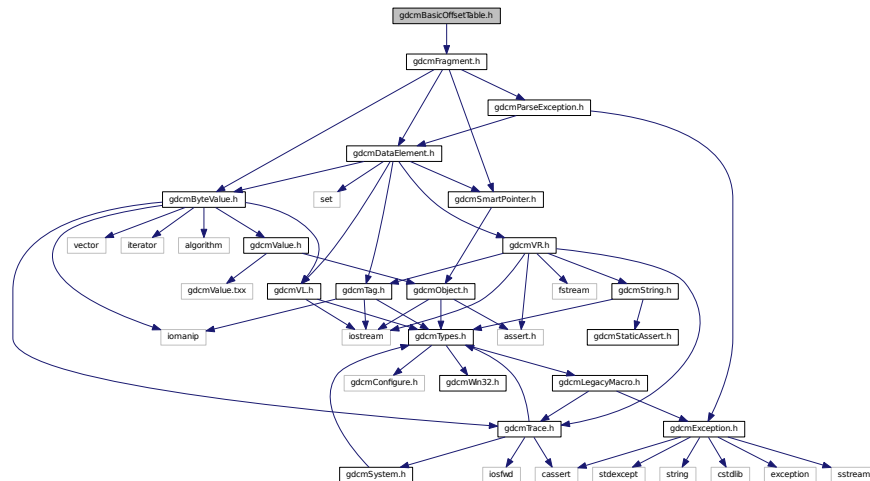 gdcmBasicOffsetTable.h
gdcmFragment.h
gdcmParseException.h
gdcmDataElement.h
gdcmByteValue.h
set
gdcmSmartPointer.h
vector
iterator
algorithm
gdcmValue.h
gdcmVR.h
gdcmValue.txx
gdcmVL.h
gdcmTag.h
gdcmObject.h
fstream
gdcmString.h
iomanip
iostream
gdcmTypes.h
assert.h
gdcmStaticAssert.h
gdcmConfigure.h
gdcmWin32.h
gdcmLegacyMacro.h
gdcmTrace.h
gdcmException.h
gdcmSystem.h
iosfwd
cassert
stdexcept
string
cstdlib
exception
sstream